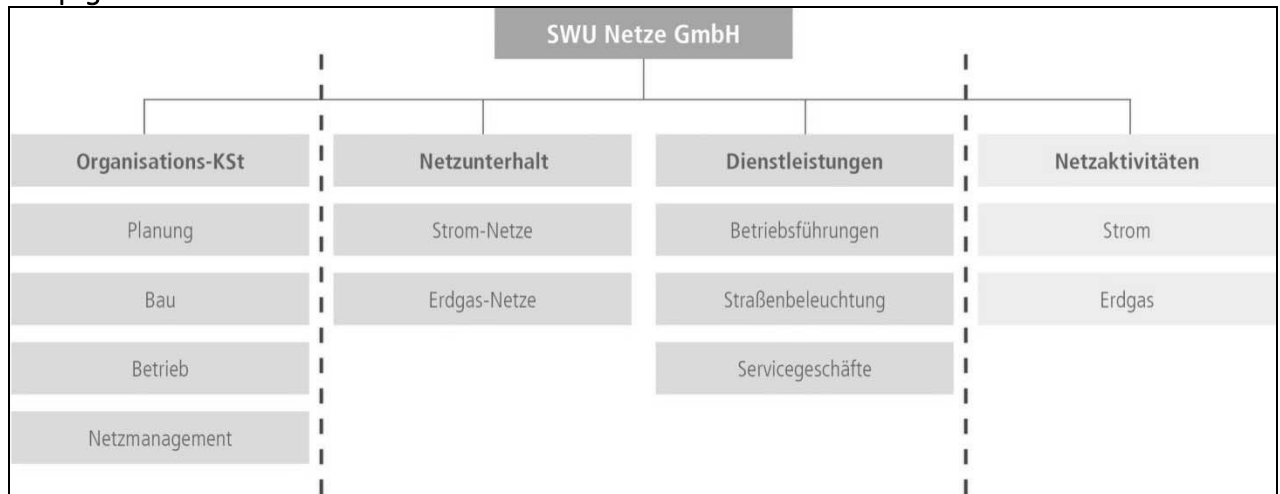 SWU Netze GmbH
Organisations-KSt
Netzunterhalt
Dienstleistungen
Netzaktivitäten
Planung
Strom-Netze
Betriebsführungen
Strom
Bau
Erdgas-Netze
Straßenbeleuchtung
Erdgas
Betrieb
Servicegeschäfte
Netzmanagement